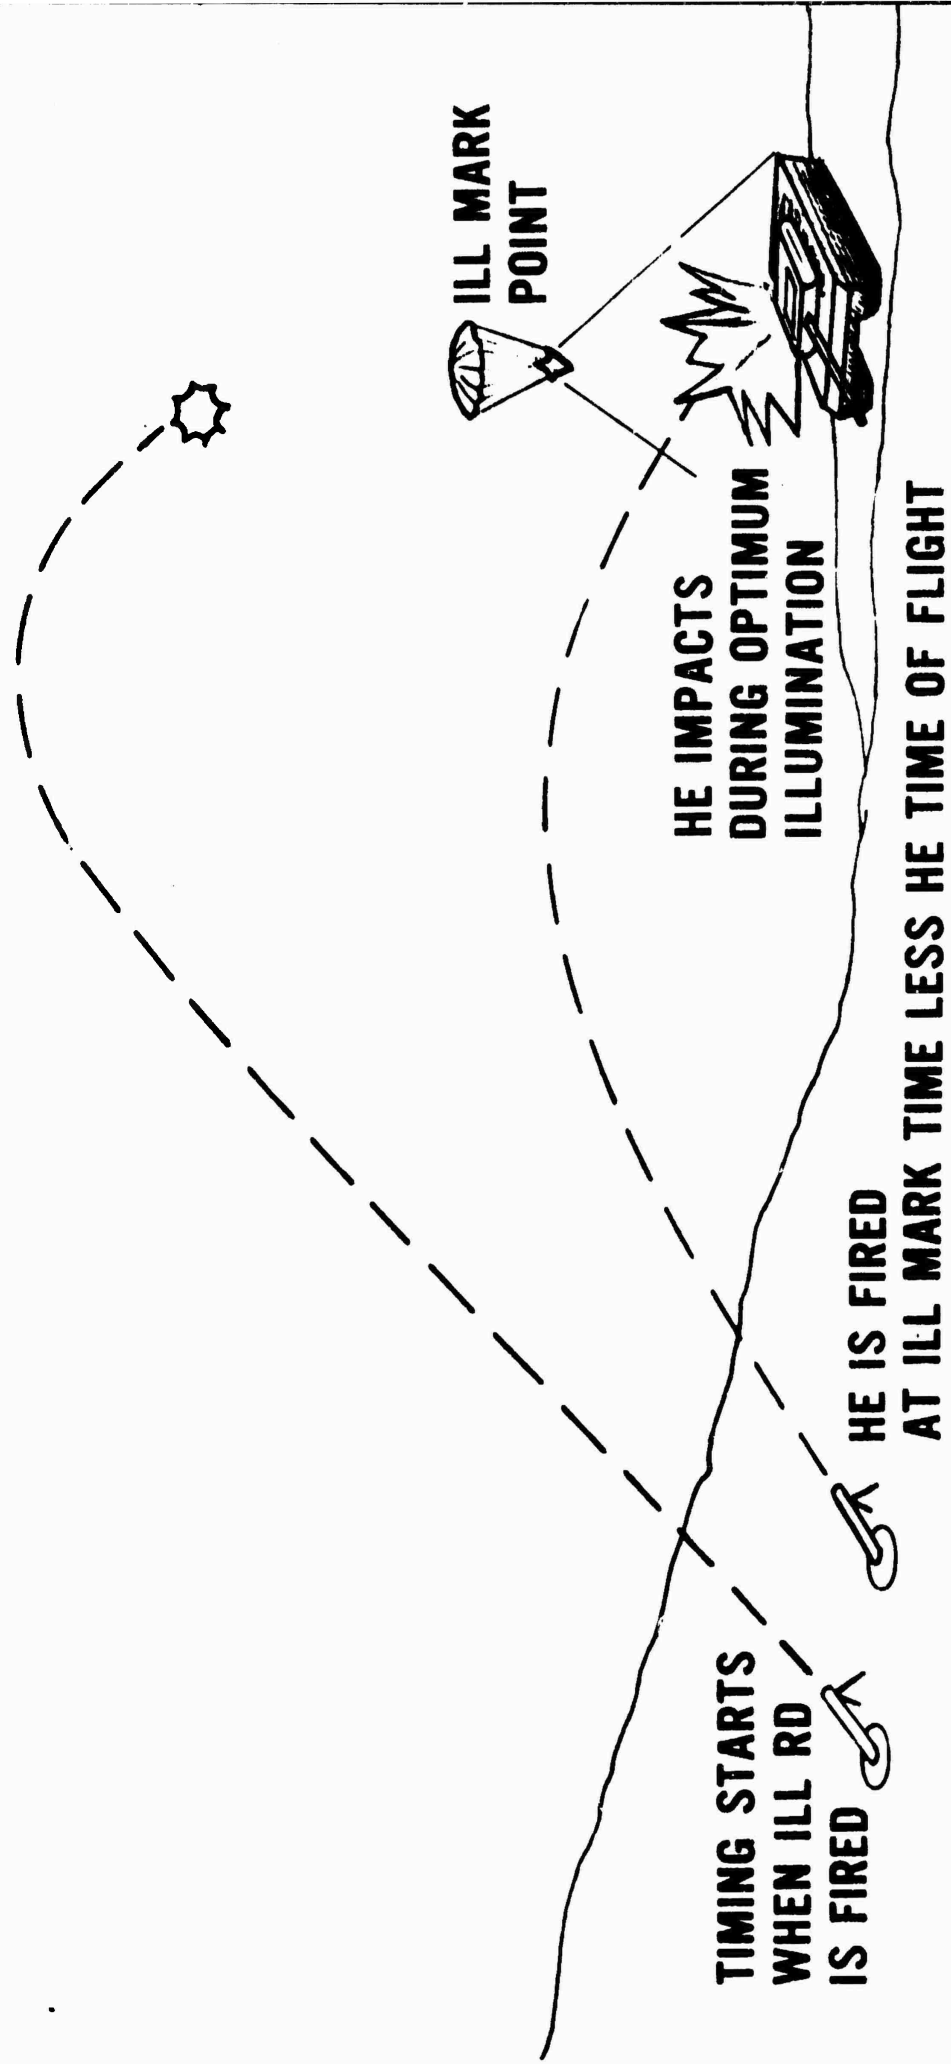 ILL MARK
POINT
HE IMPACTS
DURING OPTIMUM
ILLUMINATION
TIMING STARTS
WHEN ILL RD
IS FIRED
HE IS FIRED
AT ILL MARK TIME LESS HE TIME OF FLIGHT